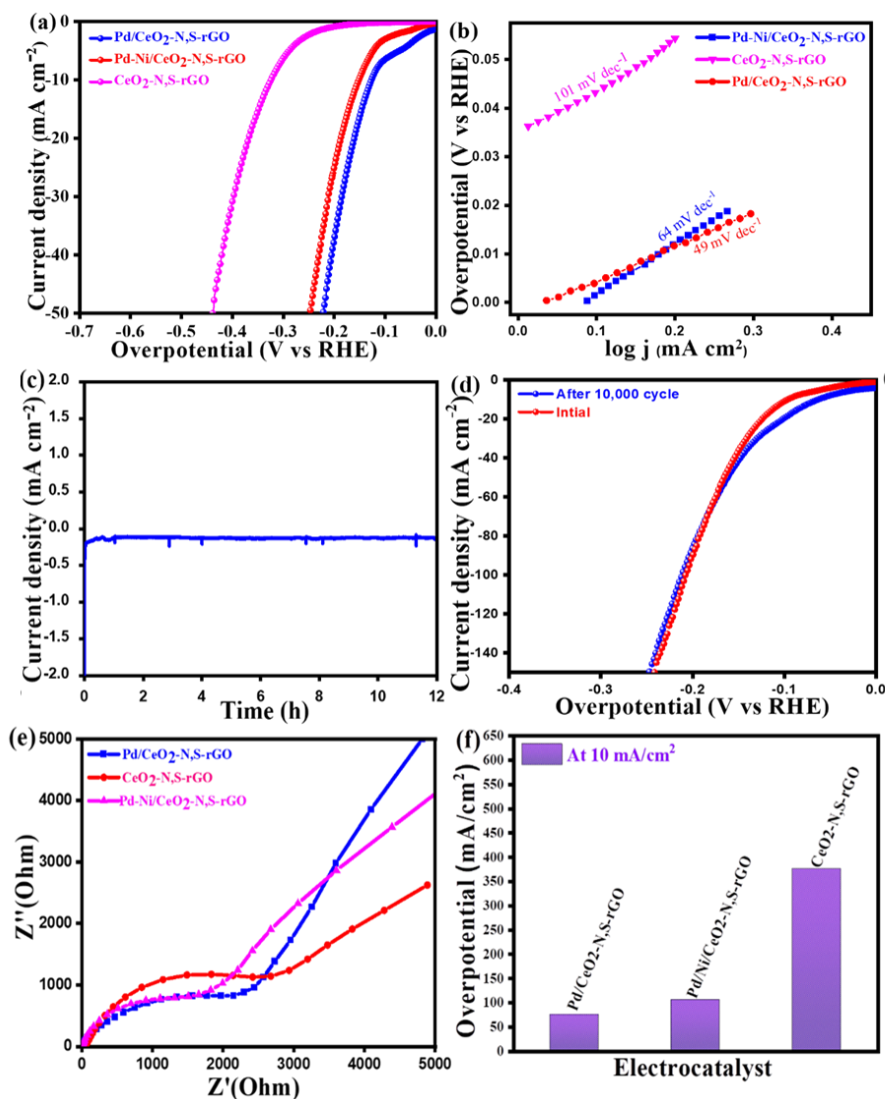 (a)
Pd/CeO2-N,S-rGO
Pd-Ni/CeO2-N,S-rGO
CeO2-N,S-rGO
Current density (mA cm⁻²)
0
-10
-20
-30
-40
-50
-0.7 -0.6 -0.5 -0.4 -0.3 -0.2 -0.1 0.0
Overpotential (V vs RHE)
(b)
Pd-Ni/CeO2-N,S-rGO
CeO2-N,S-rGO
Pd/CeO2-N,S-rGO
101 mV dec⁻¹
64 mV dec⁻¹
49 mV dec⁻¹
Overpotential (V vs RHE)
0.05
0.04
0.03
0.02
0.01
0.00
0.0 0.1 0.2 0.3 0.4
log j (mA cm²)
(c)
Current density (mA cm⁻²)
2.0
1.5
1.0
0.5
0.0
-0.5
-1.0
-1.5
-2.0
0 2 4 6 8 10 12
Time (h)
(d)
After 10,000 cycle
Intial
Current density (mA cm⁻²)
0
-20
-40
-60
-80
-100
-120
-140
-0.4 -0.3 -0.2 -0.1 0.0
Overpotential (V vs RHE)
(e)
Pd/CeO2-N,S-rGO
CeO2-N,S-rGO
Pd-Ni/CeO2-N,S-rGO
Z''(Ohm)
5000
4000
3000
2000
1000
0
0 1000 2000 3000 4000 5000
Z'(Ohm)
(f)
At 10 mA/cm²
Overpotential (mA/cm²)
650
600
550
500
450
400
350
300
250
200
150
100
50
0
Pd/CeO2-N,S-rGO
Pd/Ni/CeO2-N,S-rGO
CeO2-N,S-rGO
Electrocatalyst